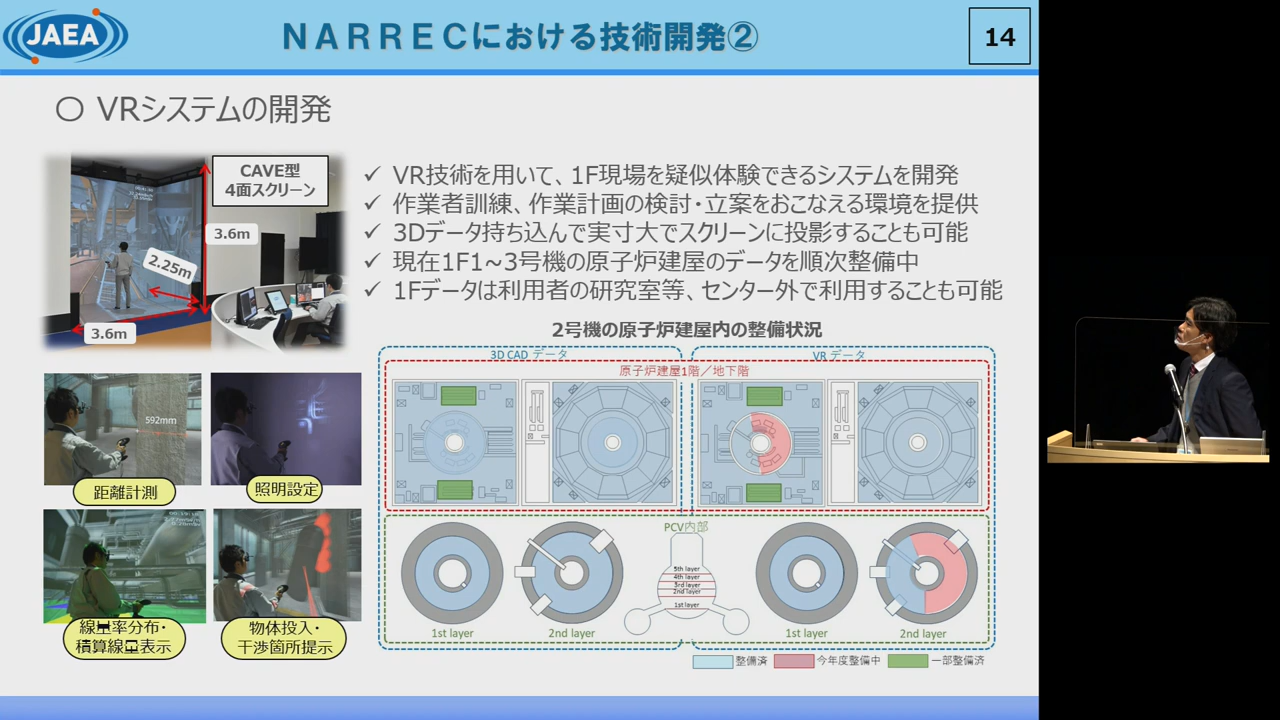 JAEA
NARRECにおける技術開発②
14
〇 VRシステムの開発
CAVE型
4面スクリーン
3.6m
2.25m
3.6m
✓ VR技術を用いて、1F現場を疑似体験できるシステムを開発
✓ 作業者訓練、作業計画の検討・立案をおこなえる環境を提供
✓ 3Dデータ持ち込んで実寸大でスクリーンに投影することも可能
✓ 現在1F1~3号機の原子炉建屋のデータを順次整備中
✓ 1Fデータは利用者の研究室等、センター外で利用することも可能
592mm
距離計測
照明設定
線量率分布・
積算線量表示
物体投入・
干渉箇所提示
2号機の原子炉建屋内の整備状況
3D CAD データ
VR データ
原子炉建屋1階／地下階
PCV内部
5th layer
4th layer
3rd layer
2nd layer
1st layer
1st layer
2nd layer
1st layer
2nd layer
整備済
今年度整備中
一部整備済